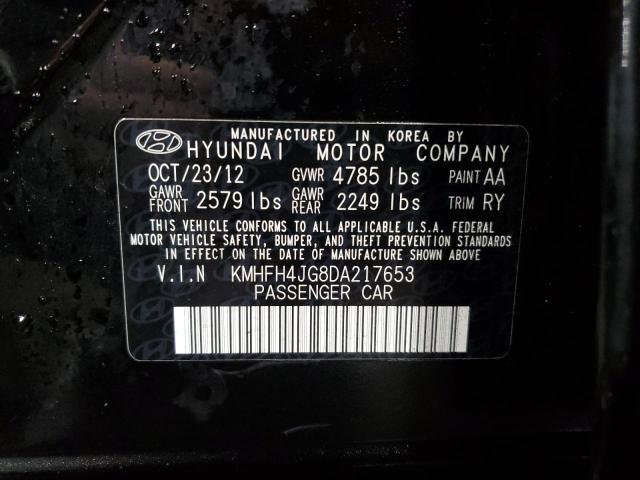 MANUFACTURED IN KOREA BY
HYUNDAI MOTOR COMPANY
OCT/23/12 GVWR 4785 lbs PAINT AA
GAWR FRONT 2579 lbs GAWR REAR 2249 lbs TRIM RY
THIS VEHICLE CONFORMS TO ALL APPLICABLE U.S.A. FEDERAL
MOTOR VEHICLE SAFETY, BUMPER, AND THEFT PREVENTION STANDARDS
IN EFFECT ON THE DATE OF MANUFACTURE SHOWN ABOVE
V.I.N KMHFH4JG8DA217653
PASSENGER CAR